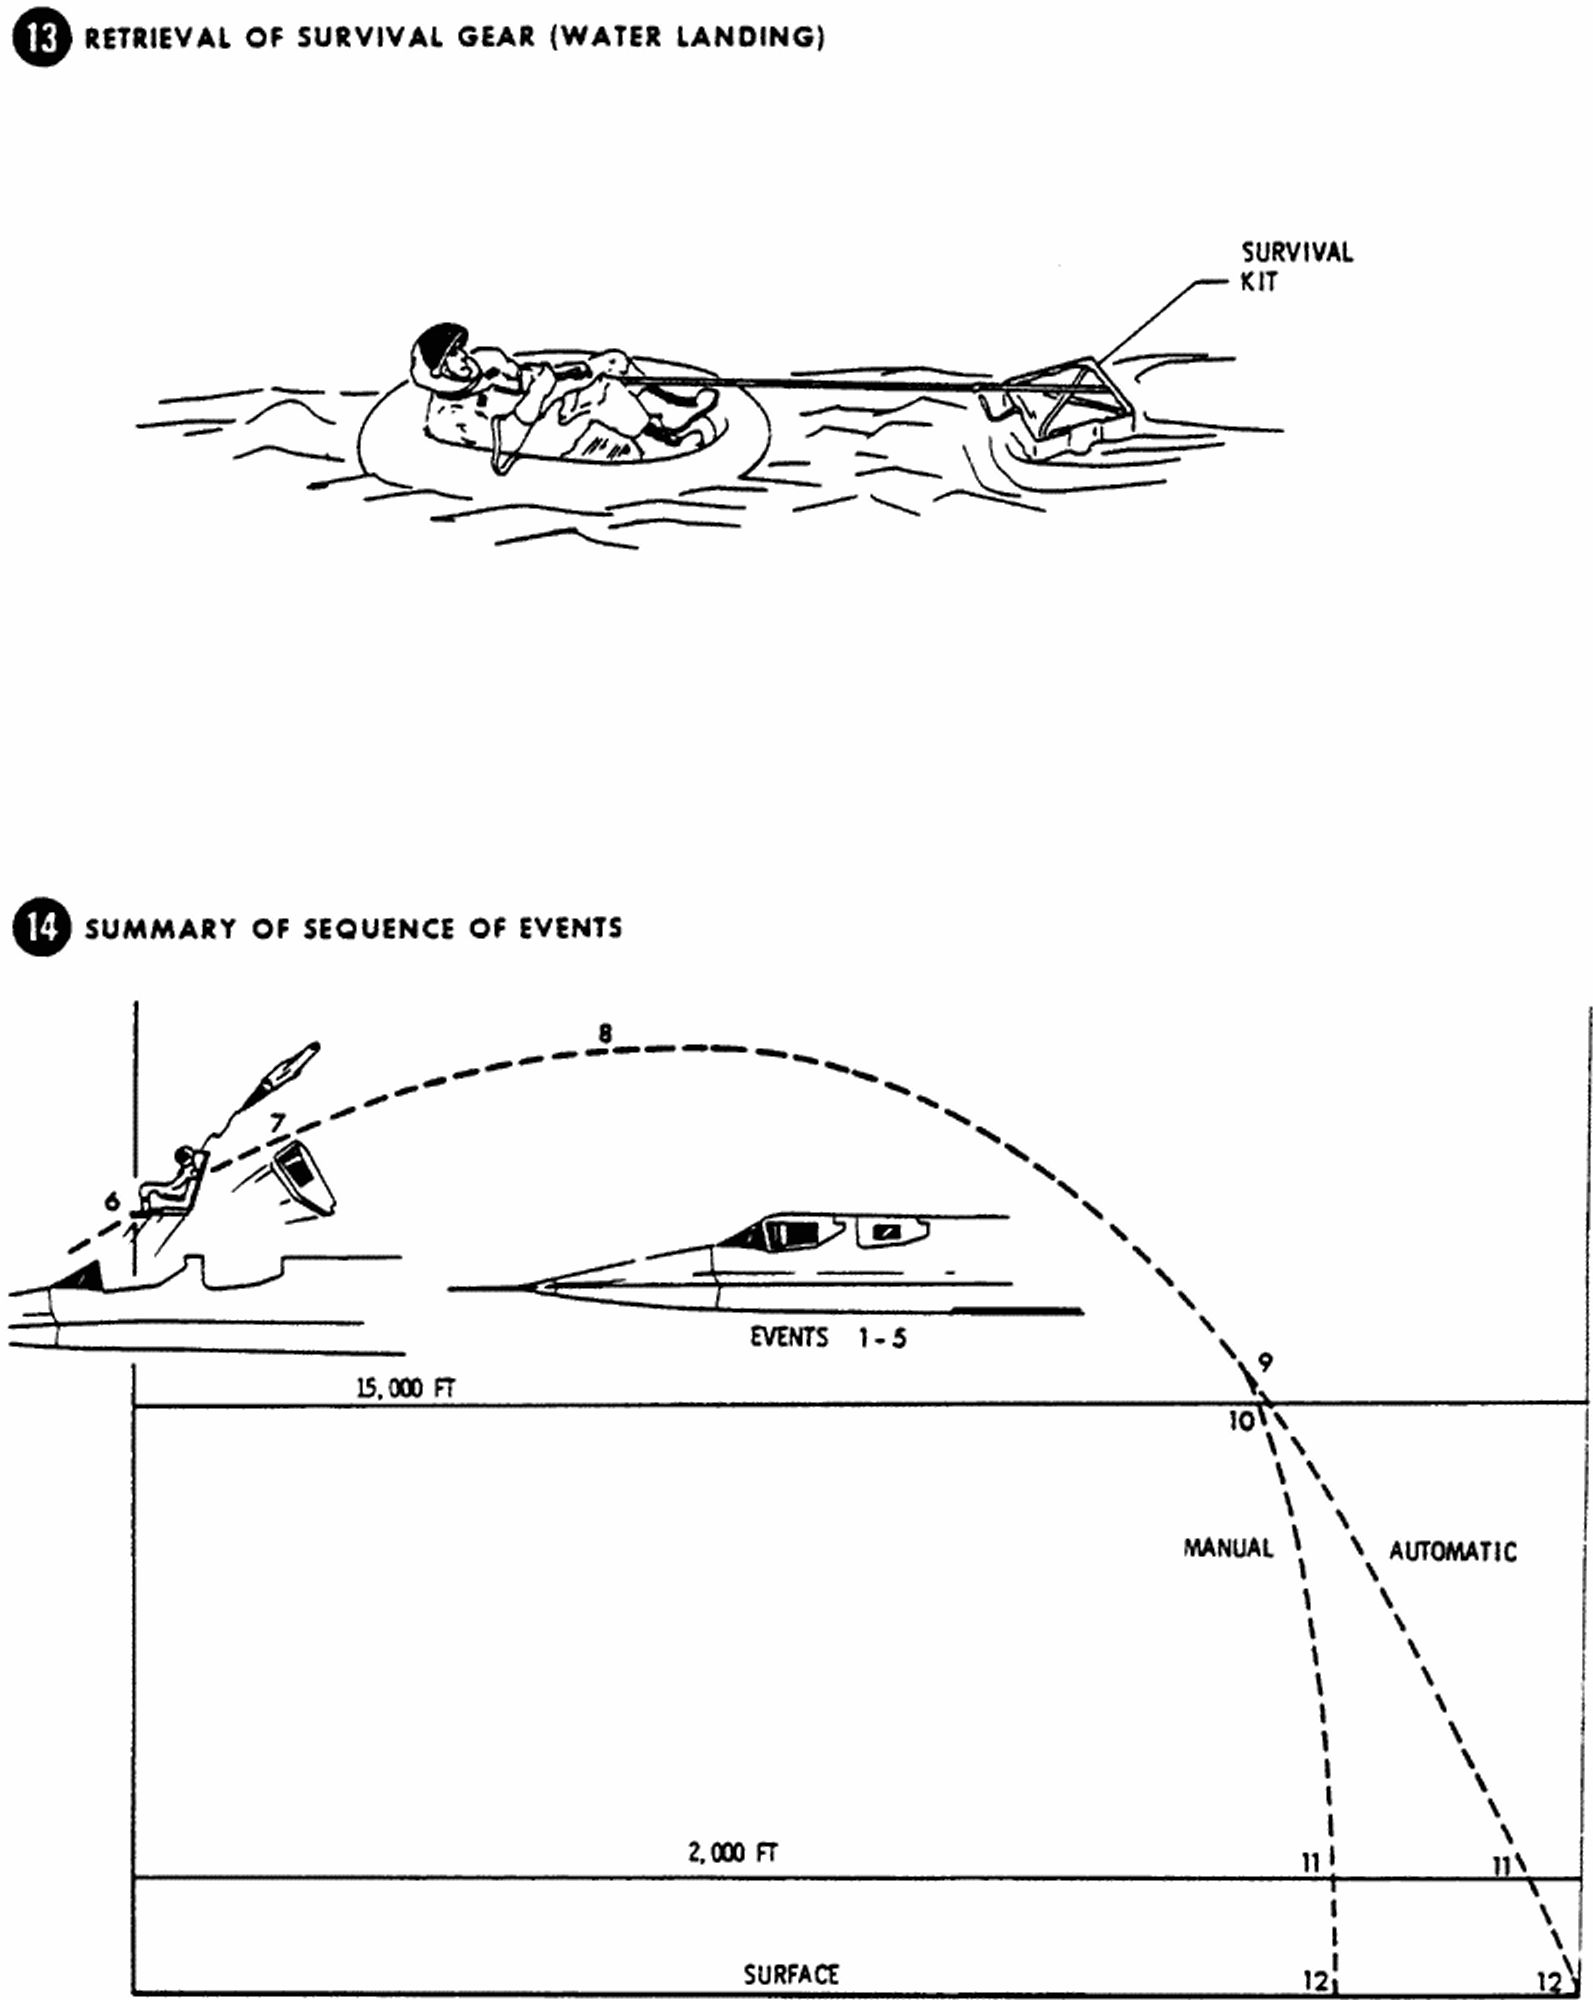 13 RETRIEVAL OF SURVIVAL GEAR (WATER LANDING)
SURVIVAL
KIT
14 SUMMARY OF SEQUENCE OF EVENTS
8
7
6
EVENTS 1-5
9
15,000 FT
10
MANUAL
AUTOMATIC
2,000 FT
11
11
SURFACE
12
12